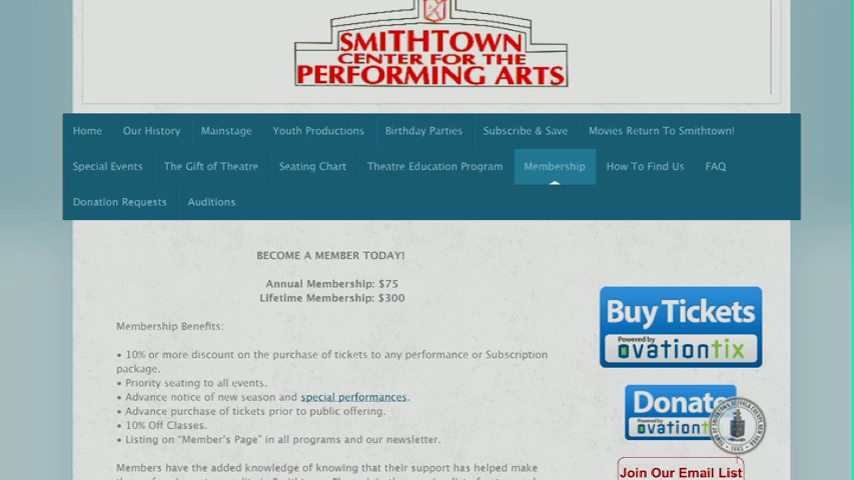 SMITHTOWN
CENTER FOR THE
PERFORMING ARTS
Home Our History Mainstage Youth Productions Birthday Parties Subscribe & Save Movies Return To Smithtown!
Special Events The Gift of Theatre Seating Chart Theatre Education Program Membership How To Find Us FAQ
Donation Requests Auditions
BECOME A MEMBER TODAY!
Annual Membership: $75
Lifetime Membership: $300
Membership Benefits:
• 10% or more discount on the purchase of tickets to any performance or Subscription
package.
• Priority seating to all events.
• Advance notice of new season and special performances.
• Advance purchase of tickets prior to public offering.
• 10% Off Classes.
• Listing on “Member’s Page” in all programs and our newsletter.
Members have the added knowledge of knowing that their support has helped make
Buy Tickets
Powered by
ovationtix
Donate
Powered by
ovationt
Join Our Email List